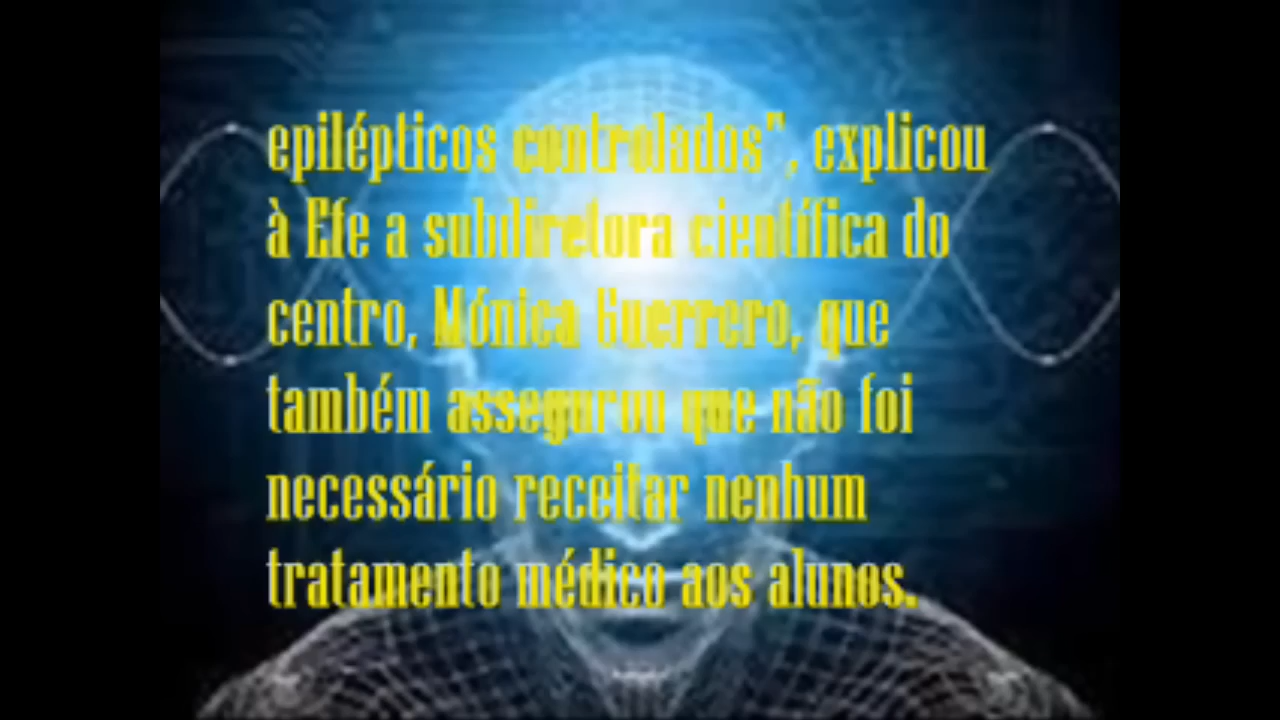 epilépticos controlados", explicou
à Efe a subdiretora científica do
centro, Mónica Guerrero, que
também assegurou que não foi
necessário receitar nenhum
tratamento médico aos alunos.